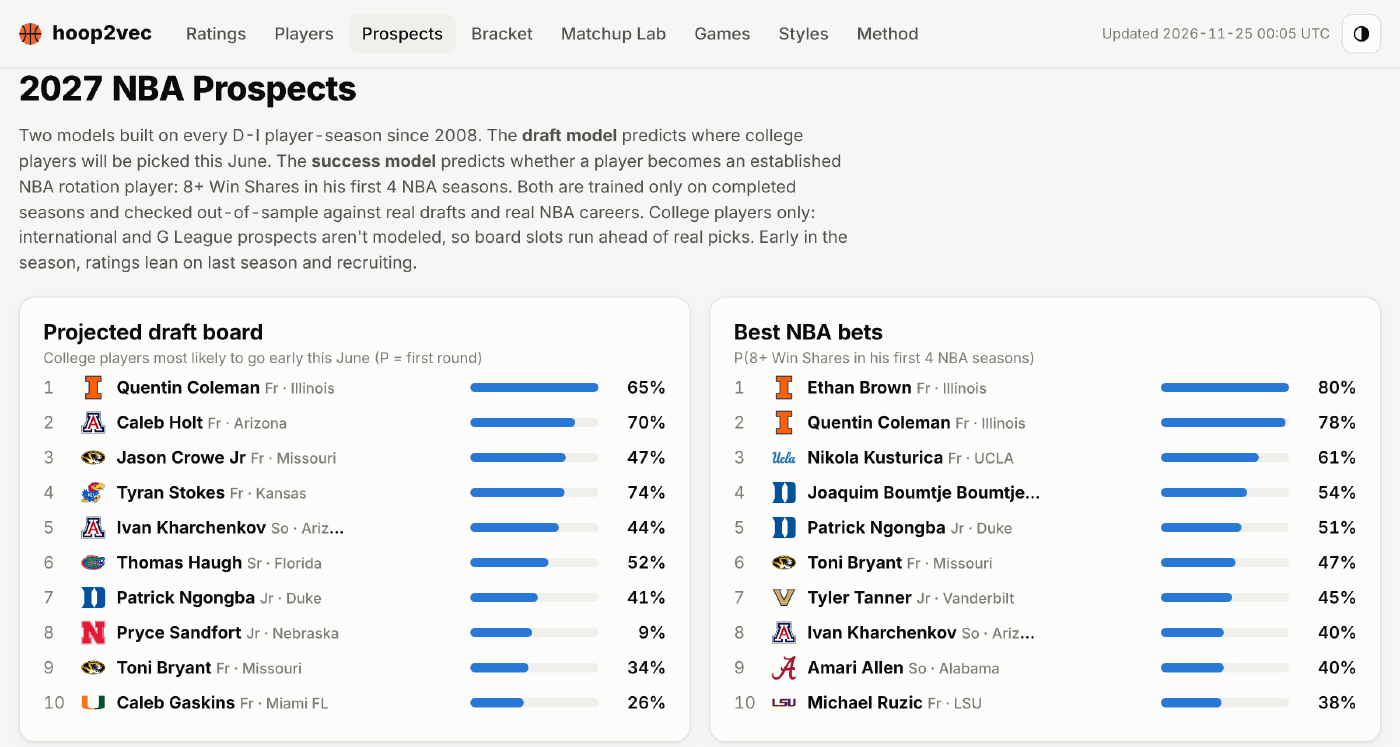 hoop2vec Ratings Players Prospects Bracket Matchup Lab Games Styles Method Updated 2026-11-25 00:05 UTC
2027 NBA Prospects
Two models built on every D-I player-season since 2008. The draft model predicts where college
players will be picked this June. The success model predicts whether a player becomes an established
NBA rotation player: 8+ Win Shares in his first 4 NBA seasons. Both are trained only on completed
seasons and checked out-of-sample against real drafts and real NBA careers. College players only:
international and G League prospects aren't modeled, so board slots run ahead of real picks. Early in the
season, ratings lean on last season and recruiting.
Projected draft board
College players most likely to go early this June (P = first round)
1 Quentin Coleman Fr · Illinois 65%
2 Caleb Holt Fr · Arizona 70%
3 Jason Crowe Jr Fr · Missouri 47%
4 Tyran Stokes Fr · Kansas 74%
5 Ivan Kharchenkov So · Ariz... 44%
6 Thomas Haugh Sr · Florida 52%
7 Patrick Ngongba Jr · Duke 41%
8 Pryce Sandfort Jr · Nebraska 9%
9 Toni Bryant Fr · Missouri 34%
10 Caleb Gaskins Fr · Miami FL 26%
Best NBA bets
P(8+ Win Shares in his first 4 NBA seasons)
1 Ethan Brown Fr · Illinois 80%
2 Quentin Coleman Fr · Illinois 78%
3 Ucla Nikola Kusturica Fr · UCLA 61%
4 Joaquim Boumtje Boumtje... 54%
5 Patrick Ngongba Jr · Duke 51%
6 Toni Bryant Fr · Missouri 47%
7 Tyler Tanner Jr · Vanderbilt 45%
8 Ivan Kharchenkov So · Ariz... 40%
9 Amari Allen So · Alabama 40%
10 LSU Michael Ruzic Fr · LSU 38%